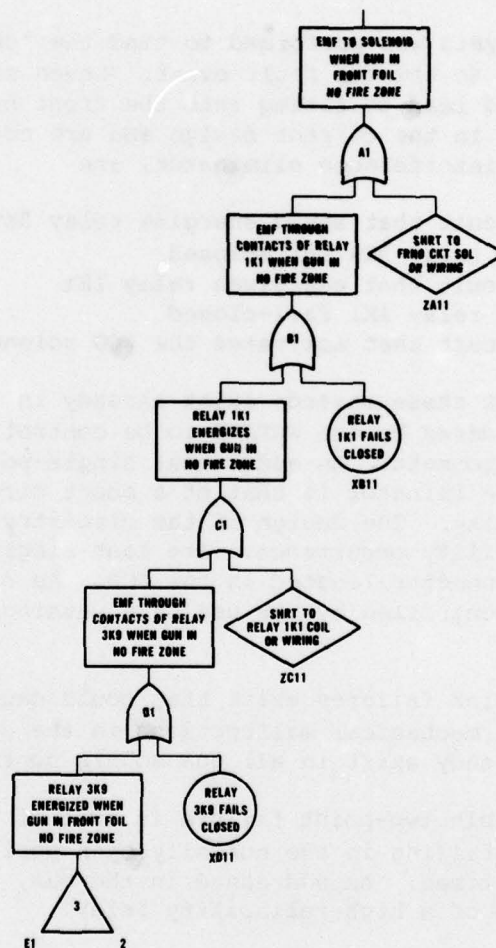 EMF TO SOLENOID
WHEN GUN IN
FRONT FOIL
NO FIRE ZONE
A1
EMF THROUGH
CONTACTS OF RELAY
1K1 WHEN GUN IN
NO FIRE ZONE
SHRT TO
FRNO CKT SOL
OR WIRING
ZA11
B1
RELAY 1K1
ENERGIZES
WHEN GUN IN
NO FIRE ZONE
RELAY
1K1 FAILS
CLOSED
XB11
C1
EMF THROUGH
CONTACTS OF RELAY
3K9 WHEN GUN IN
NO FIRE ZONE
SHRT TO
RELAY 1K1 COIL
OR WIRING
ZC11
D1
RELAY 3K9
ENERGIZED WHEN
GUN IN FRONT FOIL
NO FIRE ZONE
RELAY
3K9 FAILS
CLOSED
XD11
3
E1 2